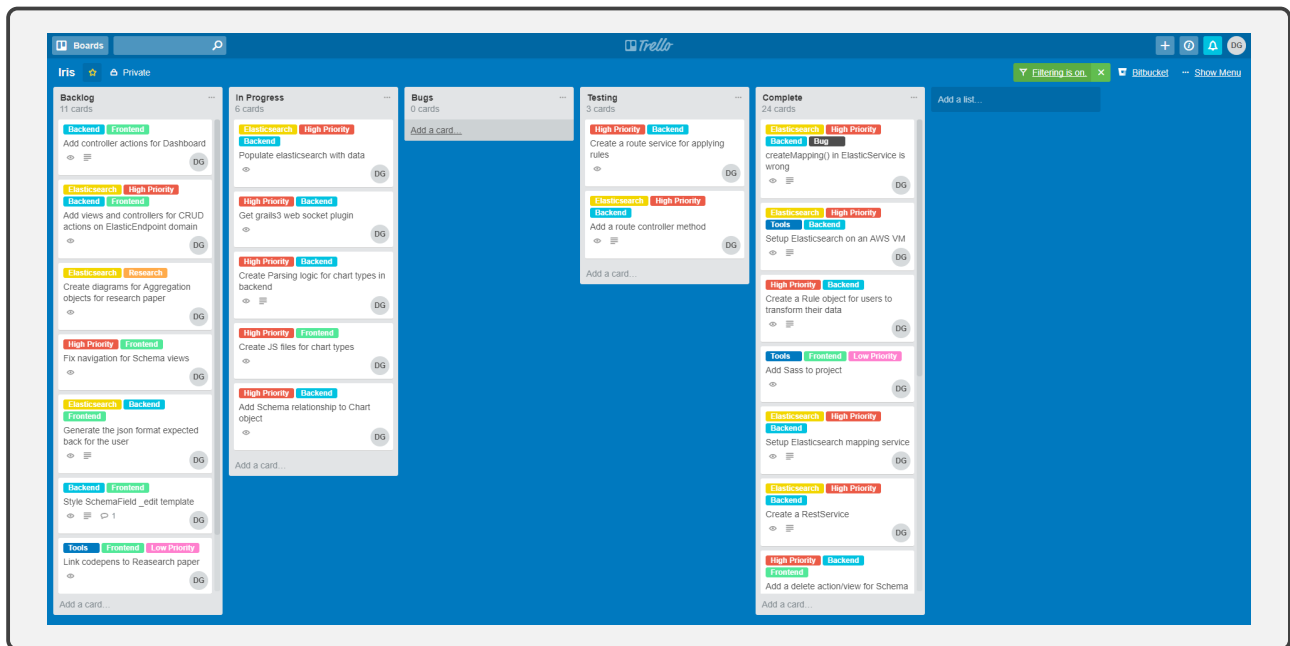 Boards
Trello
DG
Iris
Private
Filtering is on.
Bitbucket
... Show Menu
Backlog
11 cards
Backend Frontend
Add controller actions for Dashboard
DG
Elasticsearch High Priority
Backend Frontend
Add views and controllers for CRUD
actions on ElasticEndpoint domain
DG
Elasticsearch Research
Create diagrams for Aggregation
objects for research paper
DG
High Priority Frontend
Fix navigation for Schema views
DG
Elasticsearch Backend
Frontend
Generate the json format expected
back for the user
DG
Backend Frontend
Style SchemaField _edit template
1
DG
Tools Frontend Low Priority
Link codepens to Reasearch paper
DG
Add a card...
In Progress
6 cards
Elasticsearch High Priority
Backend
Populate elasticsearch with data
DG
High Priority Backend
Get grails3 web socket plugin
DG
High Priority Backend
Create Parsing logic for chart types in
backend
DG
High Priority Frontend
Create JS files for chart types
DG
High Priority Backend
Add Schema relationship to Chart
object
DG
Add a card...
Bugs
0 cards
Add a card...
Testing
3 cards
High Priority Backend
Create a route service for applying
rules
DG
Elasticsearch High Priority
Backend
Add a route controller method
DG
Add a card...
Complete
24 cards
Elasticsearch High Priority
Backend Bug
createMapping() in ElasticService is
wrong
DG
Elasticsearch High Priority
Tools Backend
Setup Elasticsearch on an AWS VM
DG
High Priority Backend
Create a Rule object for users to
transform their data
DG
Tools Frontend Low Priority
Add Sass to project
DG
Elasticsearch High Priority
Backend
Setup Elasticsearch mapping service
DG
Elasticsearch High Priority
Backend
Create a RestService
DG
High Priority Backend
Frontend
Add a delete action/view for Schema
Add a card...
Add a list...